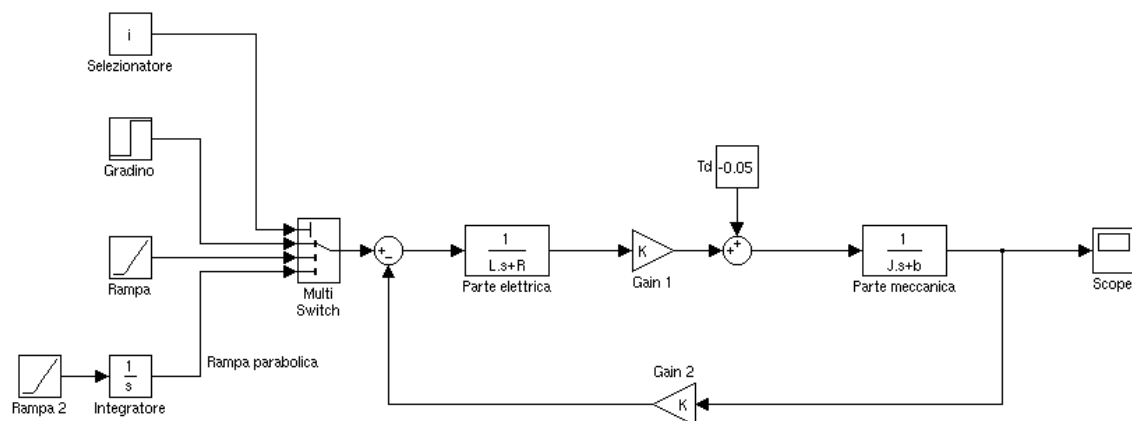 i
Selezionatore
Gradino
Rampa
Rampa 2
1
s
Integratore
Rampa parabolica
Multi
Switch
+
-
1
L.s+R
Parte elettrica
K
Gain 1
Td
-0.05
+
+
1
J.s+b
Parte meccanica
Scope
Gain 2
K